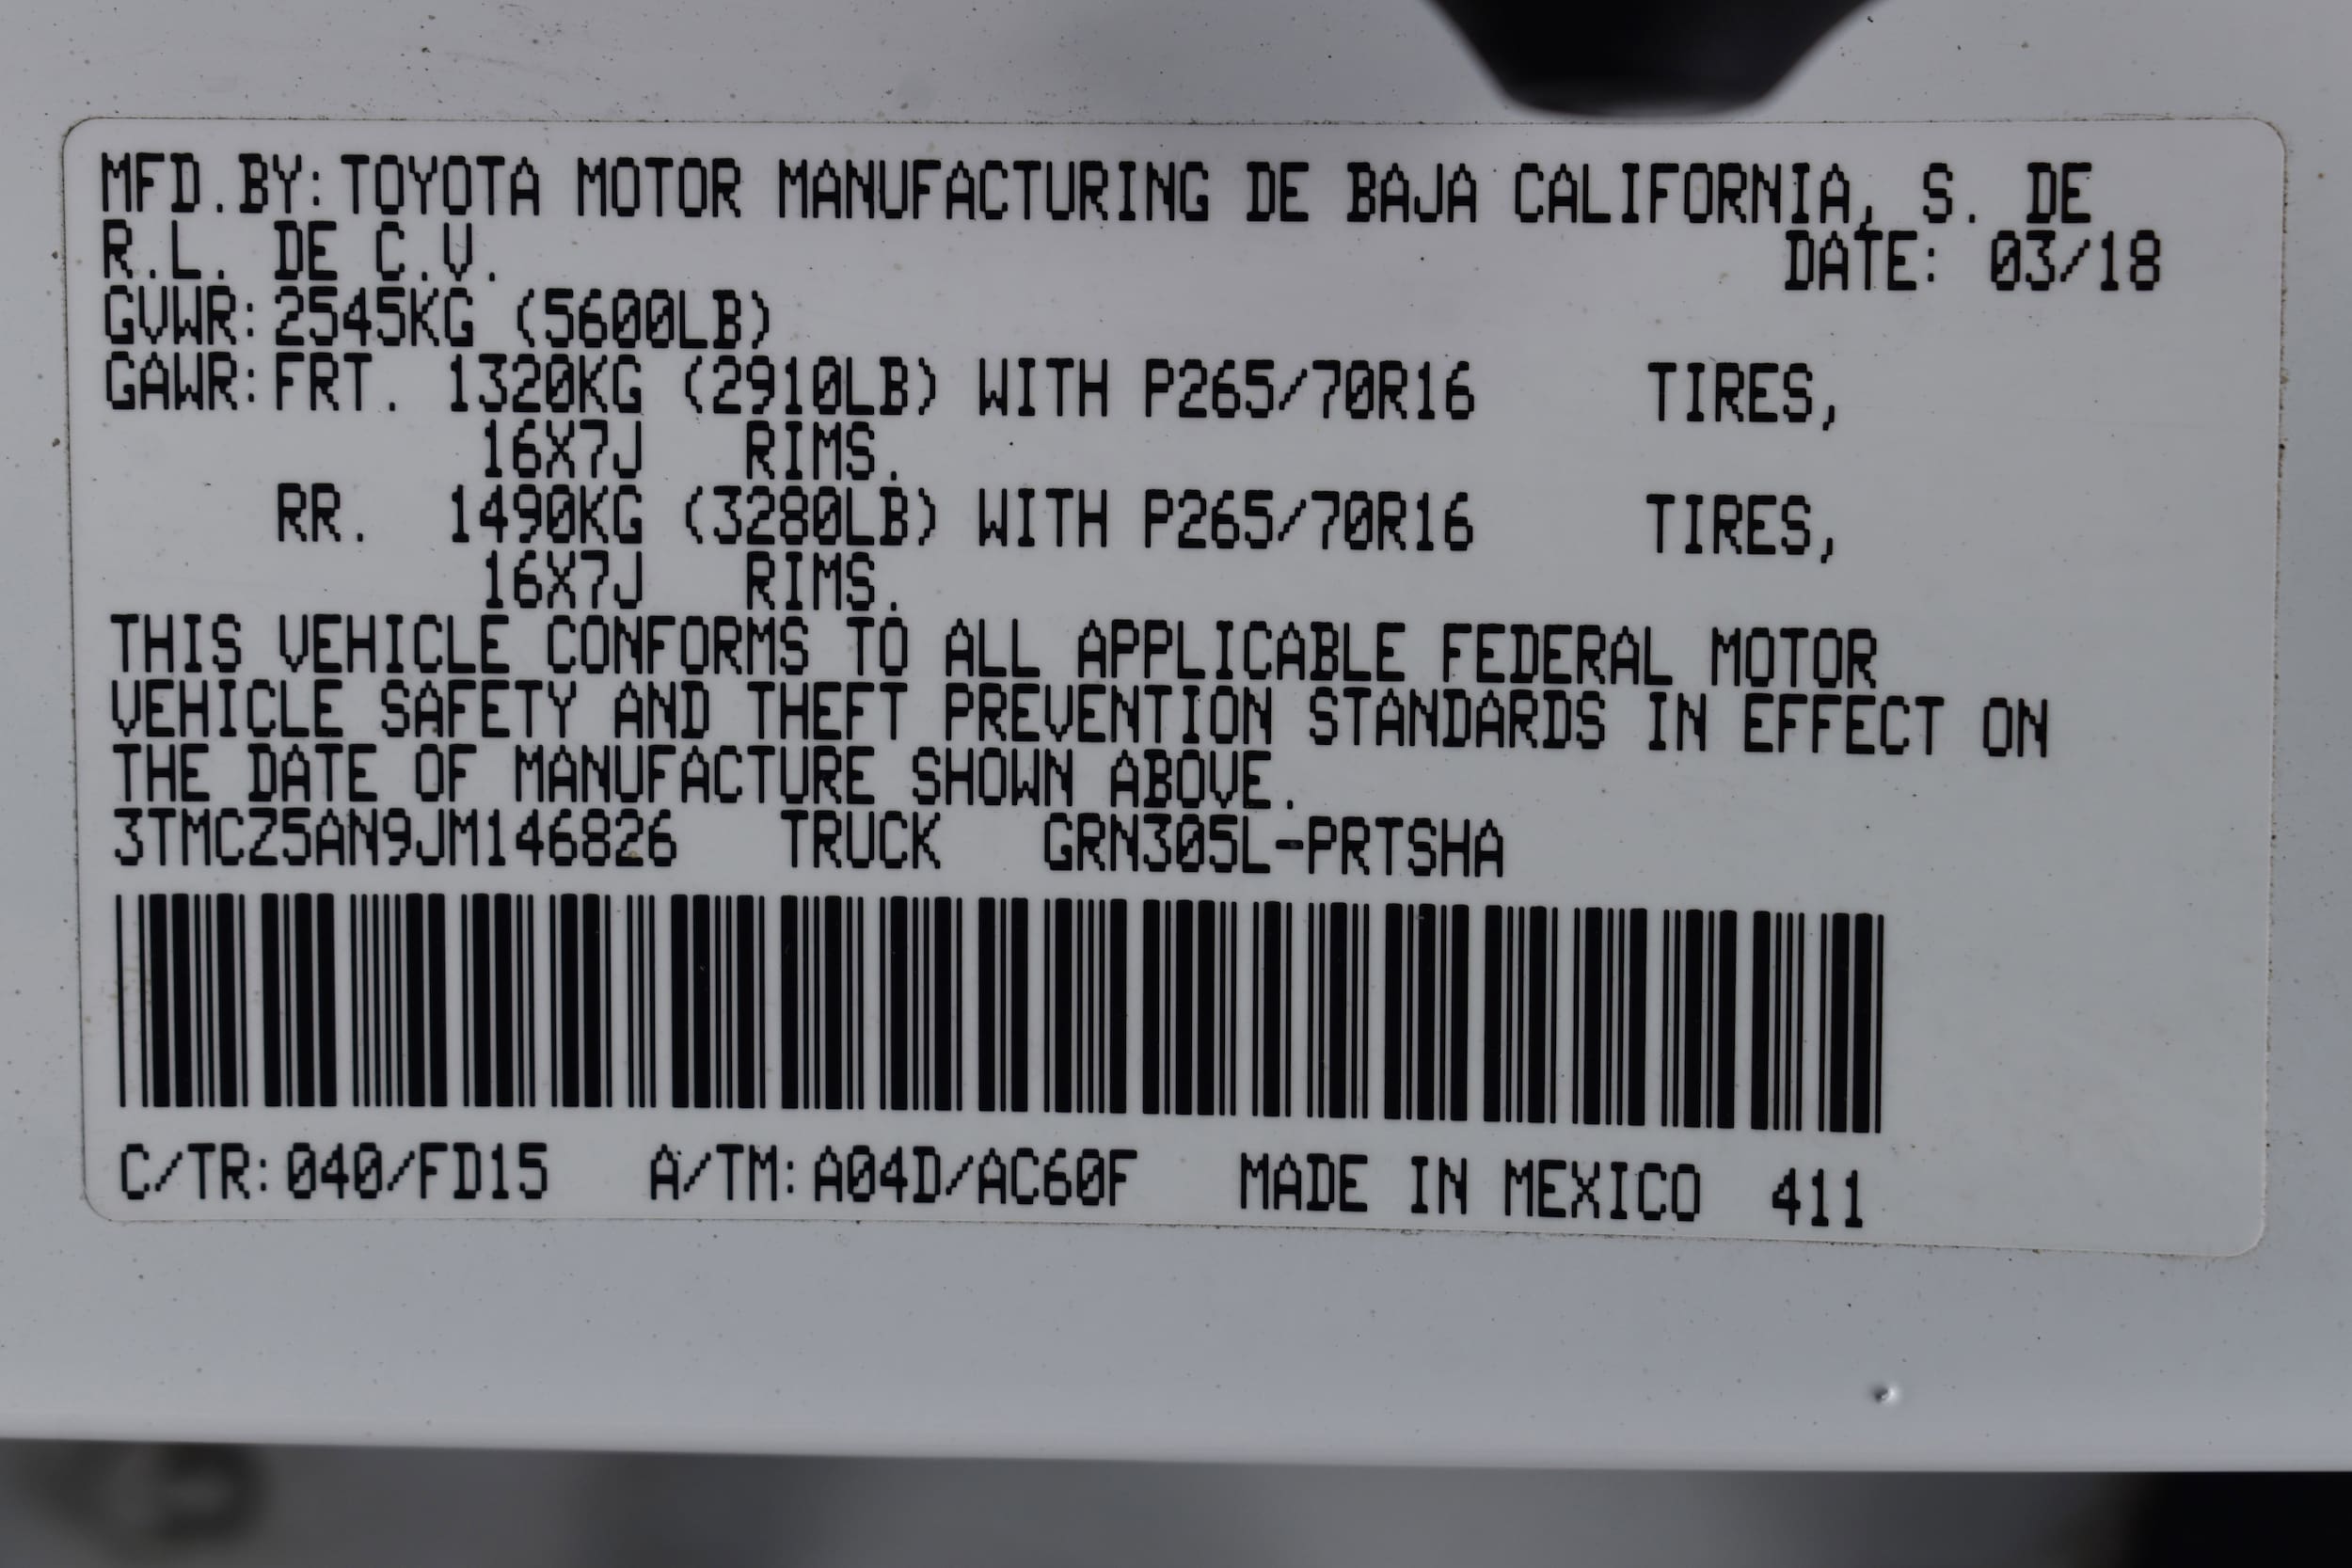 MFD.BY:TOYOTA MOTOR MANUFACTURING DE BAJA CALIFORNIA, S. DE
R.L. DE C.V. DATE: 03/18
GVWR:2545KG (5600LB)
GAWR:FRT. 1320KG (2910LB) WITH P265/70R16 TIRES,
16X7J RIMS.
RR. 1490KG (3280LB) WITH P265/70R16 TIRES,
16X7J RIMS.
THIS VEHICLE CONFORMS TO ALL APPLICABLE FEDERAL MOTOR
VEHICLE SAFETY AND THEFT PREVENTION STANDARDS IN EFFECT ON
THE DATE OF MANUFACTURE SHOWN ABOVE.
3TMCZ5AN9JM146826 TRUCK GRN305L-PRTSHA
C/TR:040/FD15 A/TM:A04D/AC60F MADE IN MEXICO 411